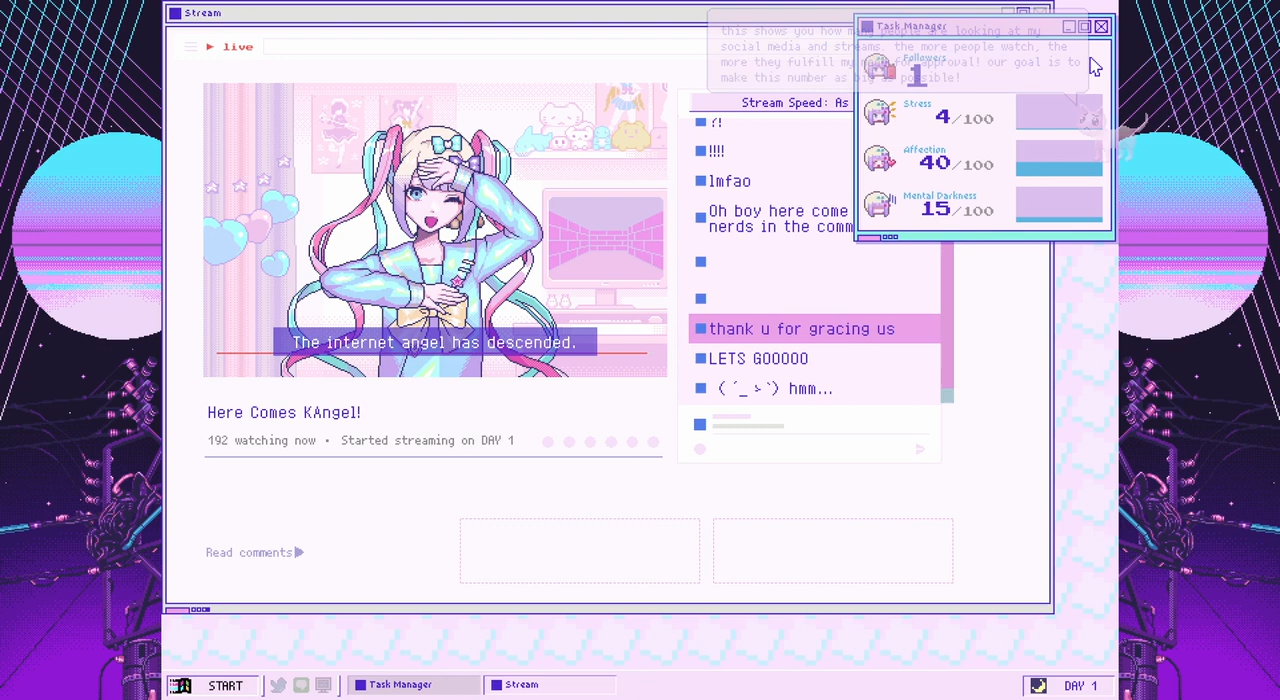 Stream
live
this shows you how many people are looking at my
social media and streams. the more people watch, the
more they fulfill my need for approval! our goal is to
make this number as big as possible!
Task Manager
Followers
1
Stress
4/100
Affection
40/100
Mental Darkness
15/100
Stream Speed: As
?!
!!!!
lmfao
Oh boy here come
nerds in the comm
thank u for gracing us
LETS GOOOOO
(´_ゝ`) hmm...
The internet angel has descended.
Here Comes KAngel!
192 watching now • Started streaming on DAY 1
Read comments
START
Task Manager
Stream
DAY 1